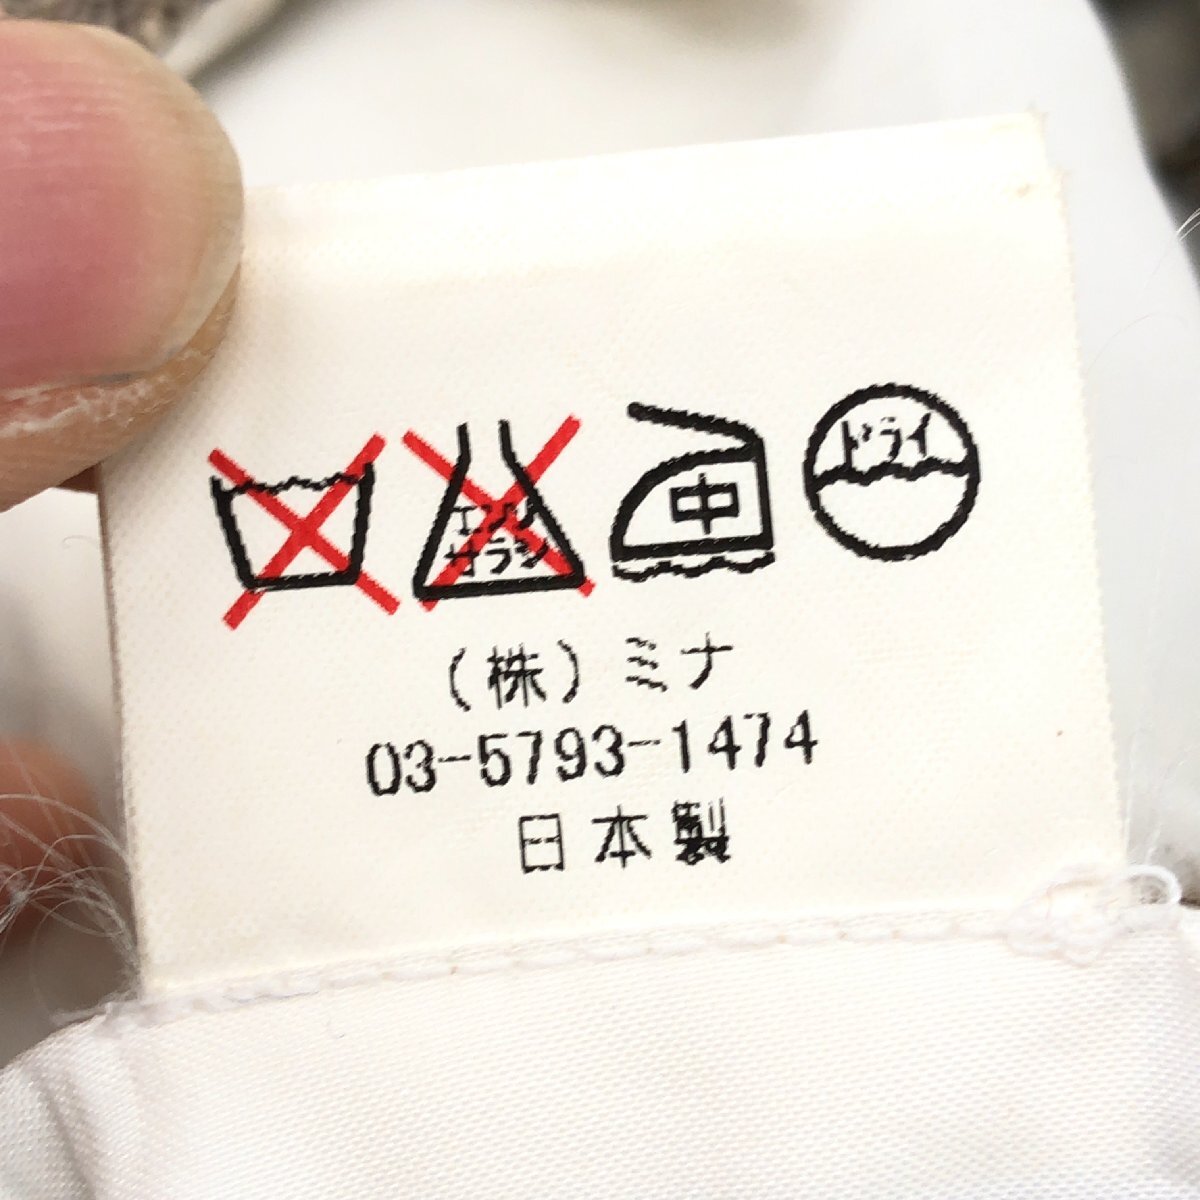 エンソ
サラシ
中
ドライ
(株)ミナ
03-5793-1474
日本製